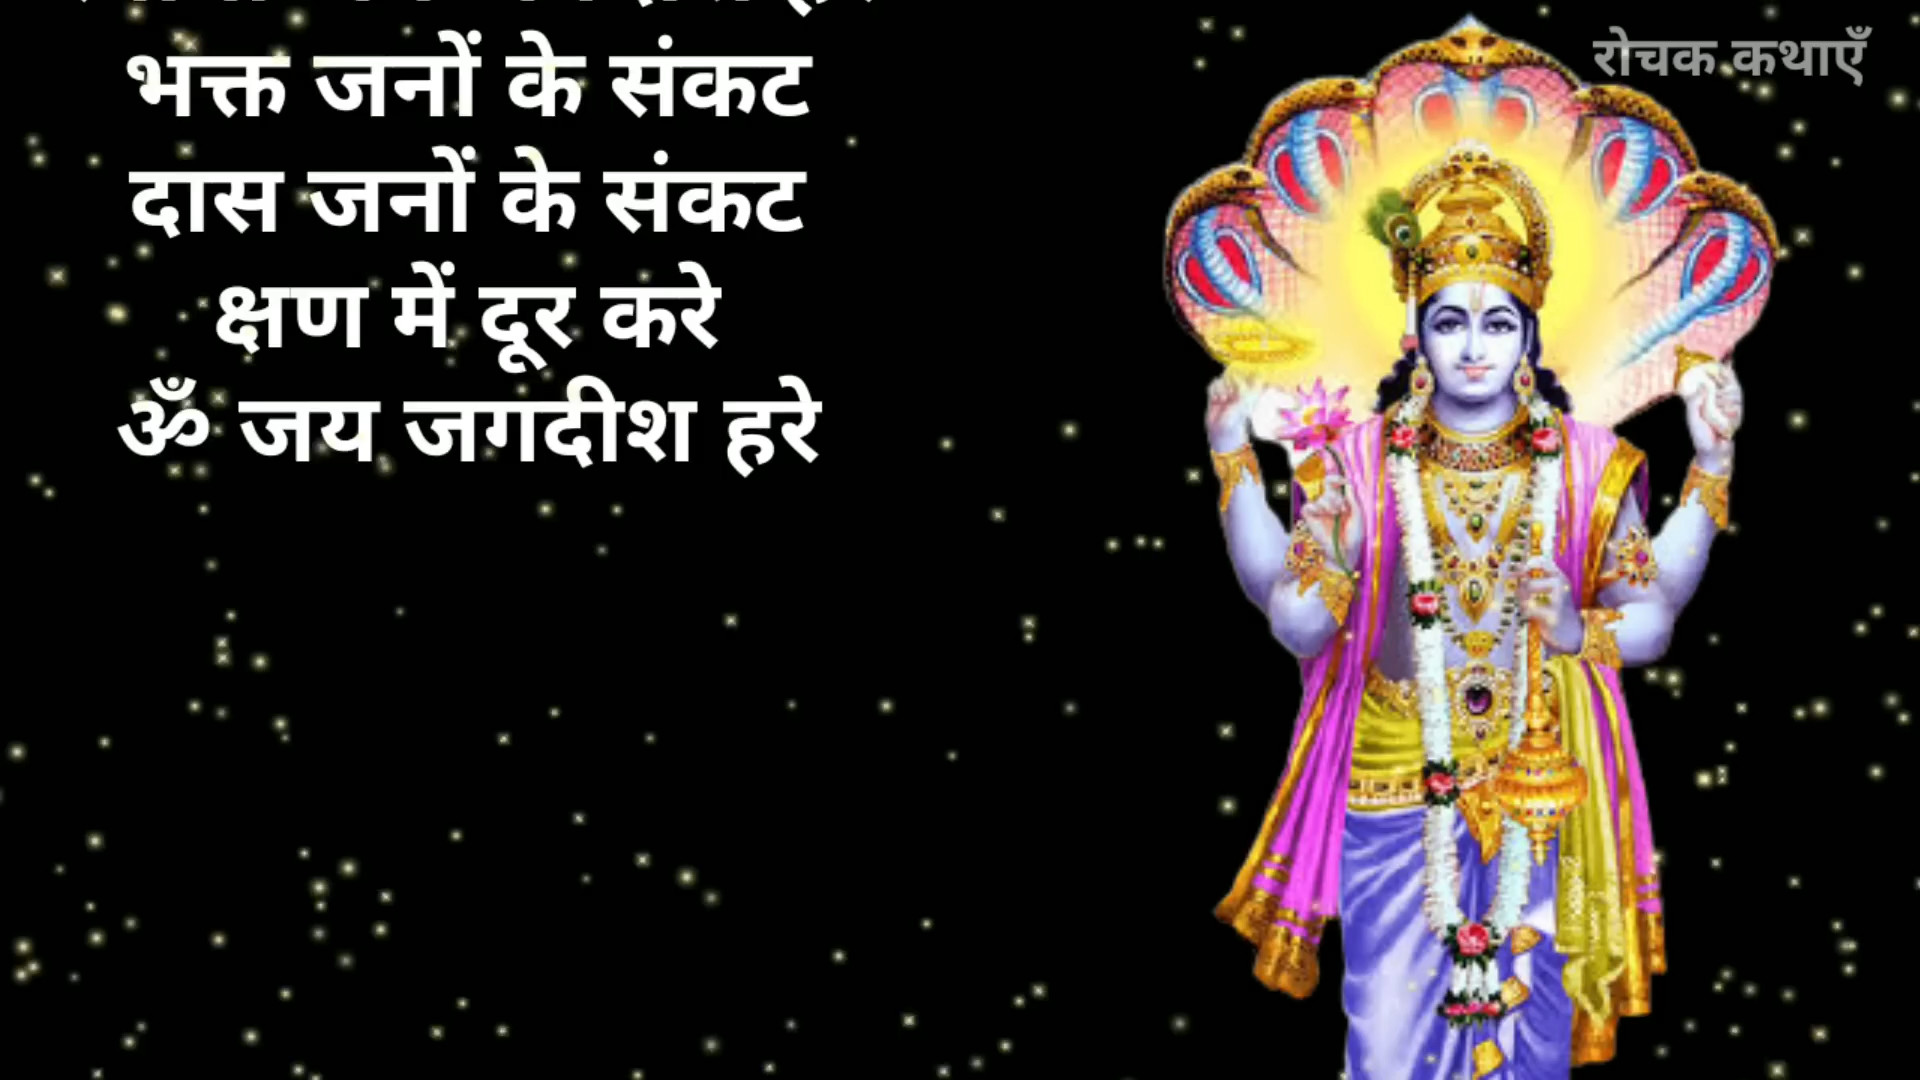 रोचक कथाएँ
भक्त जनों के संकट
दास जनों के संकट
क्षण में दूर करे
ॐ जय जगदीश हरे